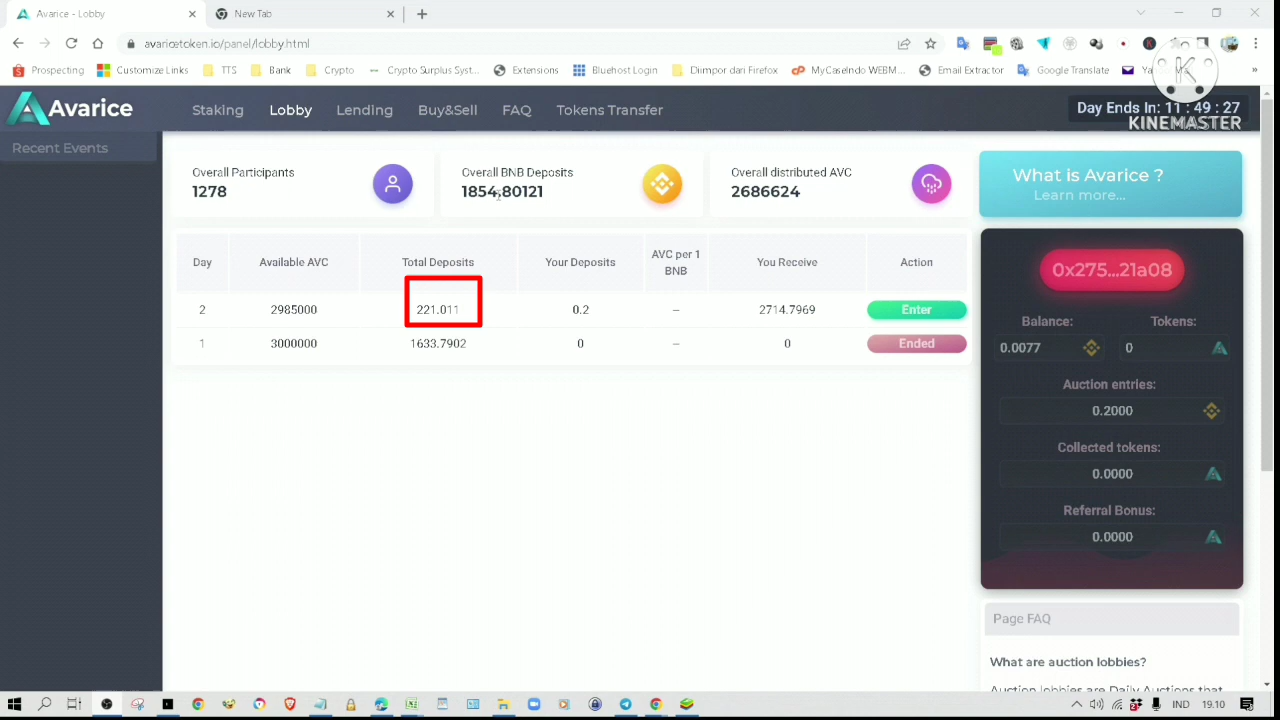 Avarice - Lobby
New Tab
avaricetoken.io/panel/lobby.html
Prospecting Customize Links TTS Bank Crypto Crypto Surplus Syst... Extensions Bluehost Login Diimpor dari Firefox MyCaseIndo WEBM... Email Extractor Google Translate
K
KINEMASTER
Avarice Staking Lobby Lending Buy&Sell FAQ Tokens Transfer Day Ends In: 11 : 49 : 27
Recent Events
Overall Participants
1278
Overall BNB Deposits
1854,80121
Overall distributed AVC
2686624
What is Avarice ?
Learn more...
Day Available AVC Total Deposits Your Deposits AVC per 1 BNB You Receive Action
2 2985000 221.011 0.2 -- 2714.7969 Enter
1 3000000 1633.7902 0 -- 0 Ended
0x275...21a08
Balance: Tokens:
0.0077 0
Auction entries:
0.2000
Collected tokens:
0.0000
Referral Bonus:
0.0000
Page FAQ
What are auction lobbies?
Auction lobbies are Daily Auctions that
IND 19.10